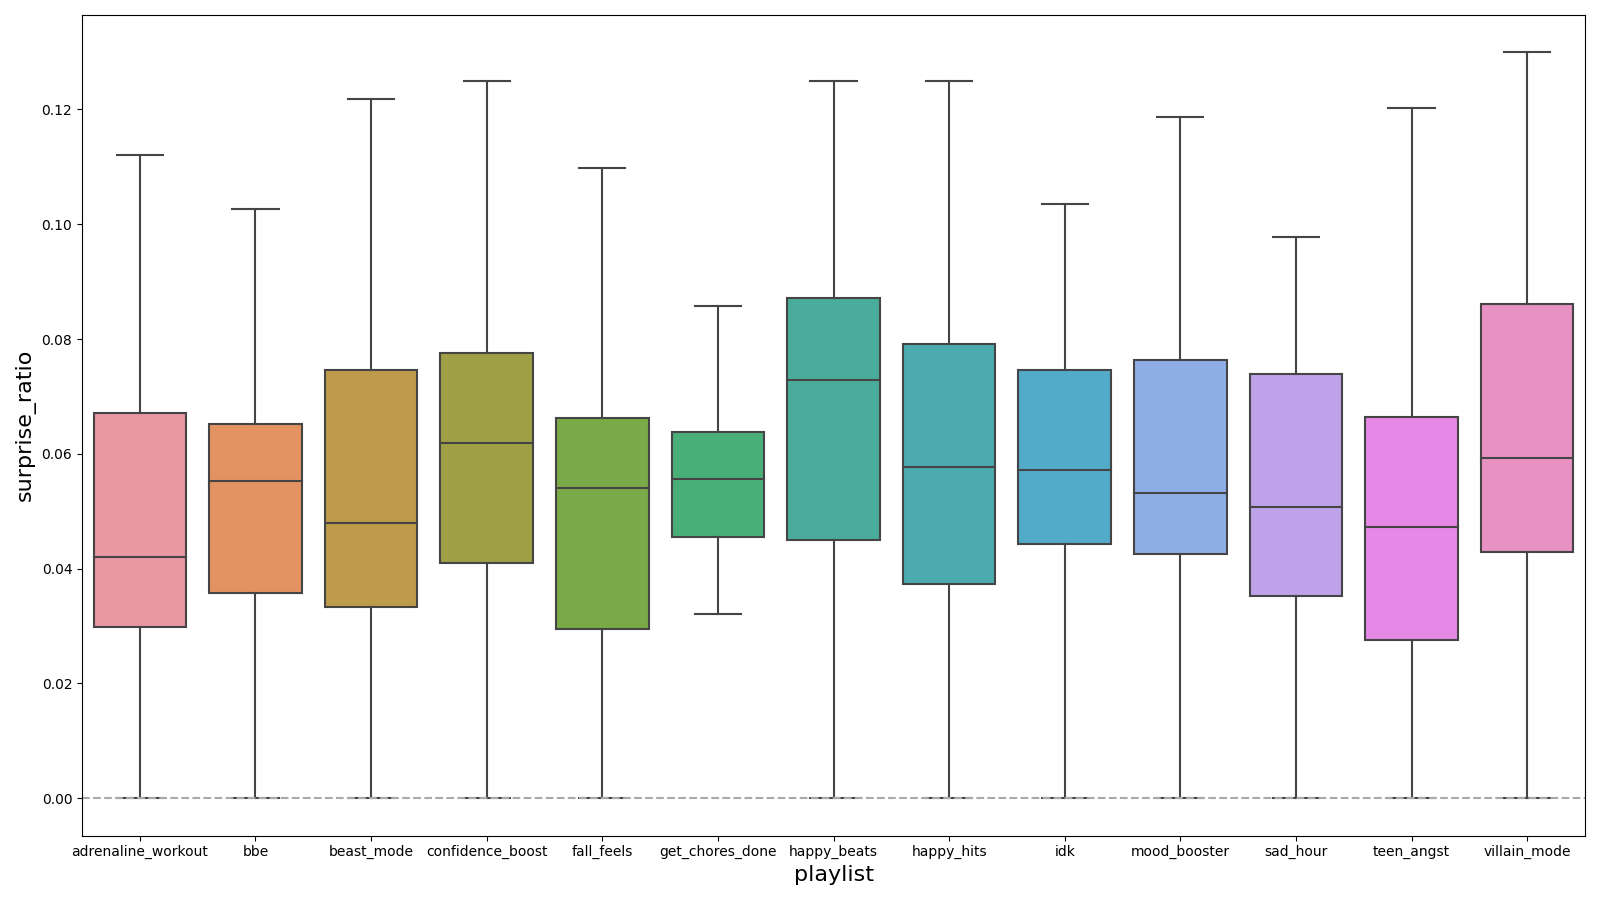 surprise_ratio
0.12
0.10
0.08
0.06
0.04
0.02
0.00
adrenaline_workout bbe beast_mode confidence_boost fall_feels get_chores_done happy_beats happy_hits idk mood_booster sad_hour teen_angst villain_mode
playlist